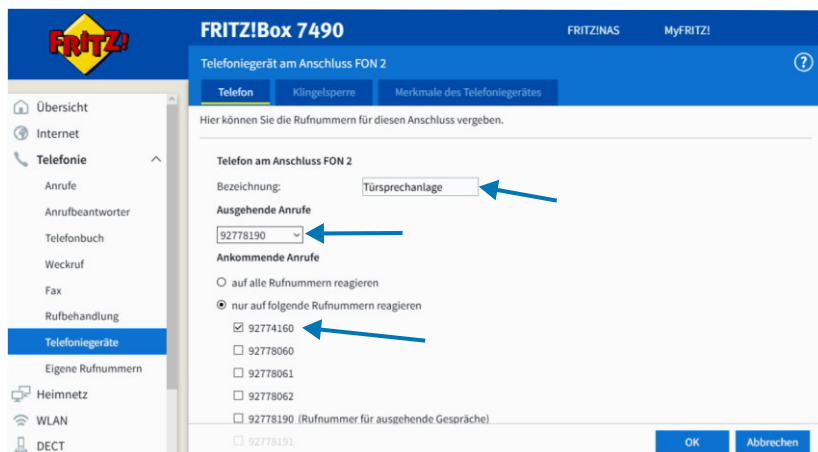 FRITZ!
FRITZ!Box 7490
FRITZ!NAS
MyFRITZ!
Telefoniegerät am Anschluss FON 2
?
Telefon
Klingelsperre
Merkmale des Telefoniegerätes
Hier können Sie die Rufnummern für diesen Anschluss vergeben.
Übersicht
Internet
Telefonie
Anrufe
Anrufbeantworter
Telefonbuch
Weckruf
Fax
Rufbehandlung
Telefoniegeräte
Eigene Rufnummern
Heimnetz
WLAN
DECT
Telefon am Anschluss FON 2
Bezeichnung: Türsprechanlage
Ausgehende Anrufe
92778190
Ankommende Anrufe
auf alle Rufnummern reagieren
nur auf folgende Rufnummern reagieren
92774160
92778060
92778061
92778062
92778190 (Rufnummer für ausgehende Gespräche)
92778191
OK
Abbrechen